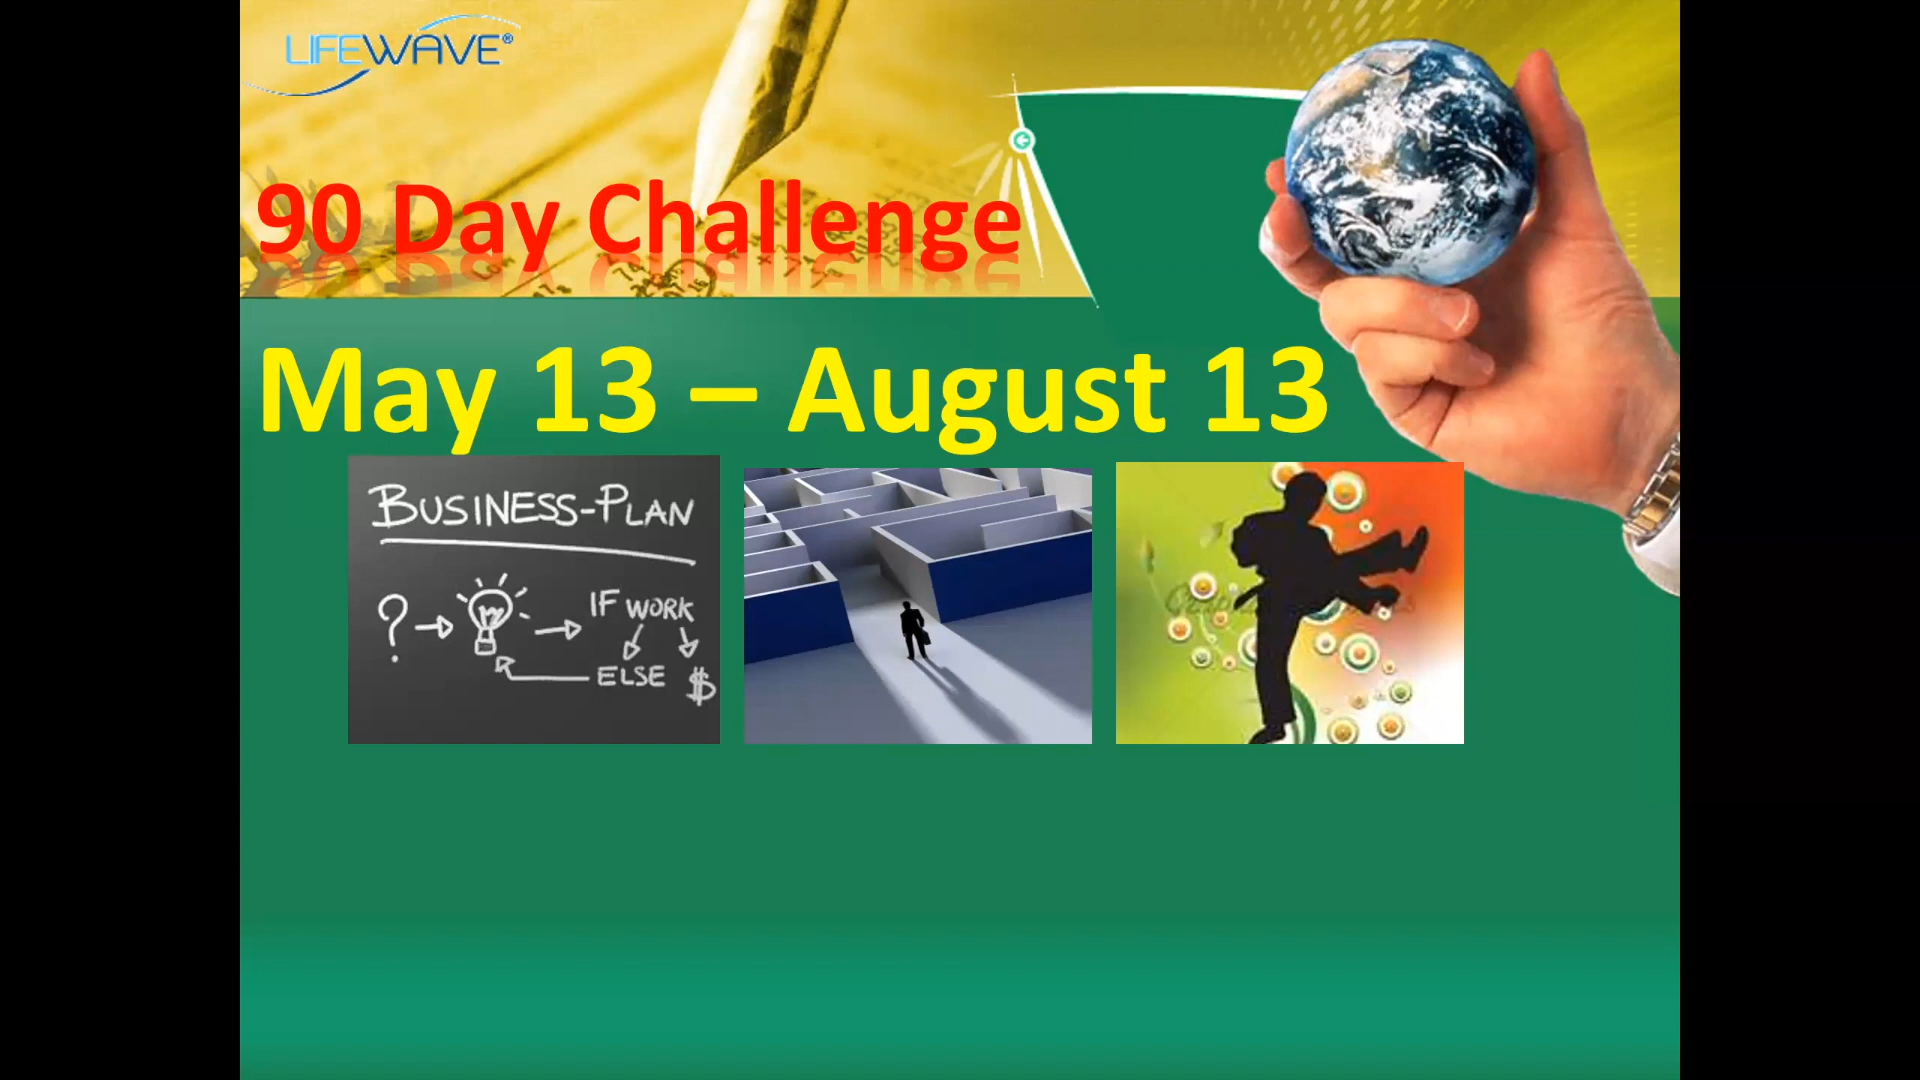 LIFEWAVE®
90 Day Challenge
May 13 – August 13
BUSINESS-PLAN
? → → IF WORK
ELSE $